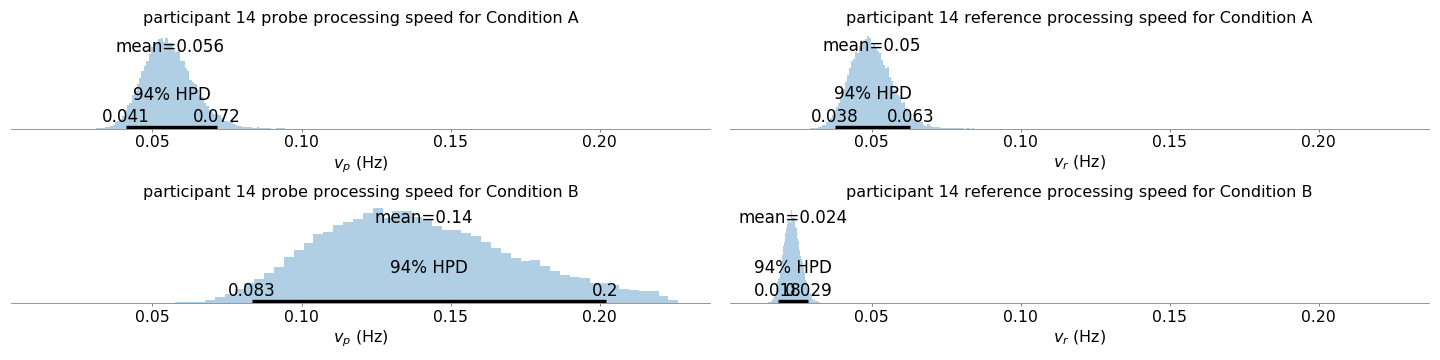 participant 14 probe processing speed for Condition A
mean=0.056
94% HPD
0.041 0.072
0.05 0.10 0.15 0.20
v_p (Hz)
participant 14 reference processing speed for Condition A
mean=0.05
94% HPD
0.038 0.063
0.05 0.10 0.15 0.20
v_r (Hz)
participant 14 probe processing speed for Condition B
mean=0.14
94% HPD
0.083 0.2
0.05 0.10 0.15 0.20
v_p (Hz)
participant 14 reference processing speed for Condition B
mean=0.024
94% HPD
0.018 0.029
0.05 0.10 0.15 0.20
v_r (Hz)